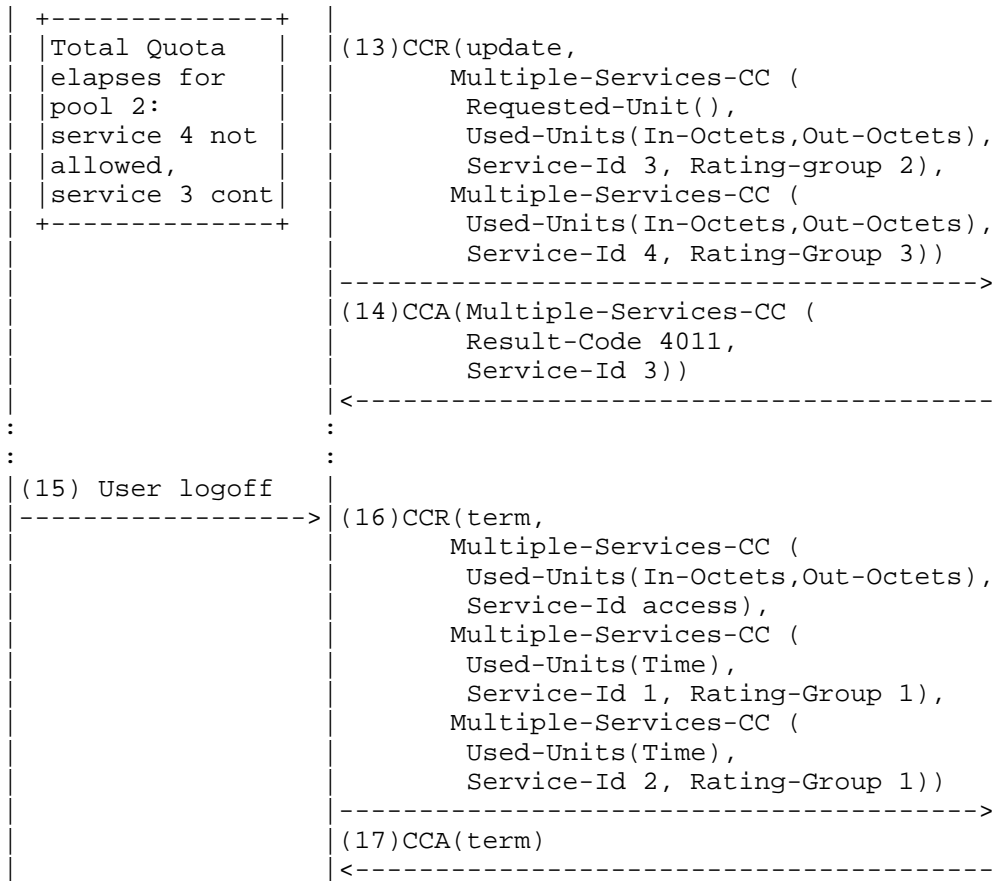 | +---------------+  |
| |Total Quota    |  |(13)CCR(update,
| |elapses for    |  |       Multiple-Services-CC (
| |pool 2:        |  |        Requested-Unit(),
| |service 4 not  |  |        Used-Units(In-Octets,Out-Octets),
| |allowed,       |  |        Service-Id 3, Rating-group 2),
| |service 3 cont|  |       Multiple-Services-CC (
| +---------------+  |        Used-Units(In-Octets,Out-Octets),
|                    |        Service-Id 4, Rating-Group 3))
|                    |----------------------------------------->
|                    |(14)CCA(Multiple-Services-CC (
|                    |        Result-Code 4011,
|                    |        Service-Id 3))
|                    |<-----------------------------------------
:                    :
:                    :
|(15) User logoff    |
|------------------->|(16)CCR(term,
|                    |       Multiple-Services-CC (
|                    |        Used-Units(In-Octets,Out-Octets),
|                    |        Service-Id access),
|                    |       Multiple-Services-CC (
|                    |        Used-Units(Time),
|                    |        Service-Id 1, Rating-Group 1),
|                    |       Multiple-Services-CC (
|                    |        Used-Units(Time),
|                    |        Service-Id 2, Rating-Group 1))
|                    |----------------------------------------->
|                    |(17)CCA(term)
|                    |<-----------------------------------------